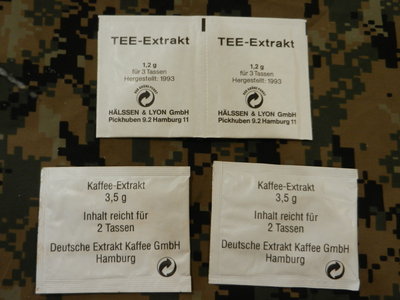 TEE-Extrakt
1,2 g
für 3 Tassen
Hergestellt: 1993
HÄLSSEN & LYON GmbH
Pickhuben 9.2 Hamburg 11
TEE-Extrakt
1,2 g
für 3 Tassen
Hergestellt: 1993
HÄLSSEN & LYON GmbH
Pickhuben 9.2 Hamburg 11
Kaffee-Extrakt
3,5 g
Inhalt reicht für
2 Tassen
Deutsche Extrakt Kaffee GmbH
Hamburg
Kaffee-Extrakt
3,5 g
Inhalt reicht für
2 Tassen
Deutsche Extrakt Kaffee GmbH
Hamburg